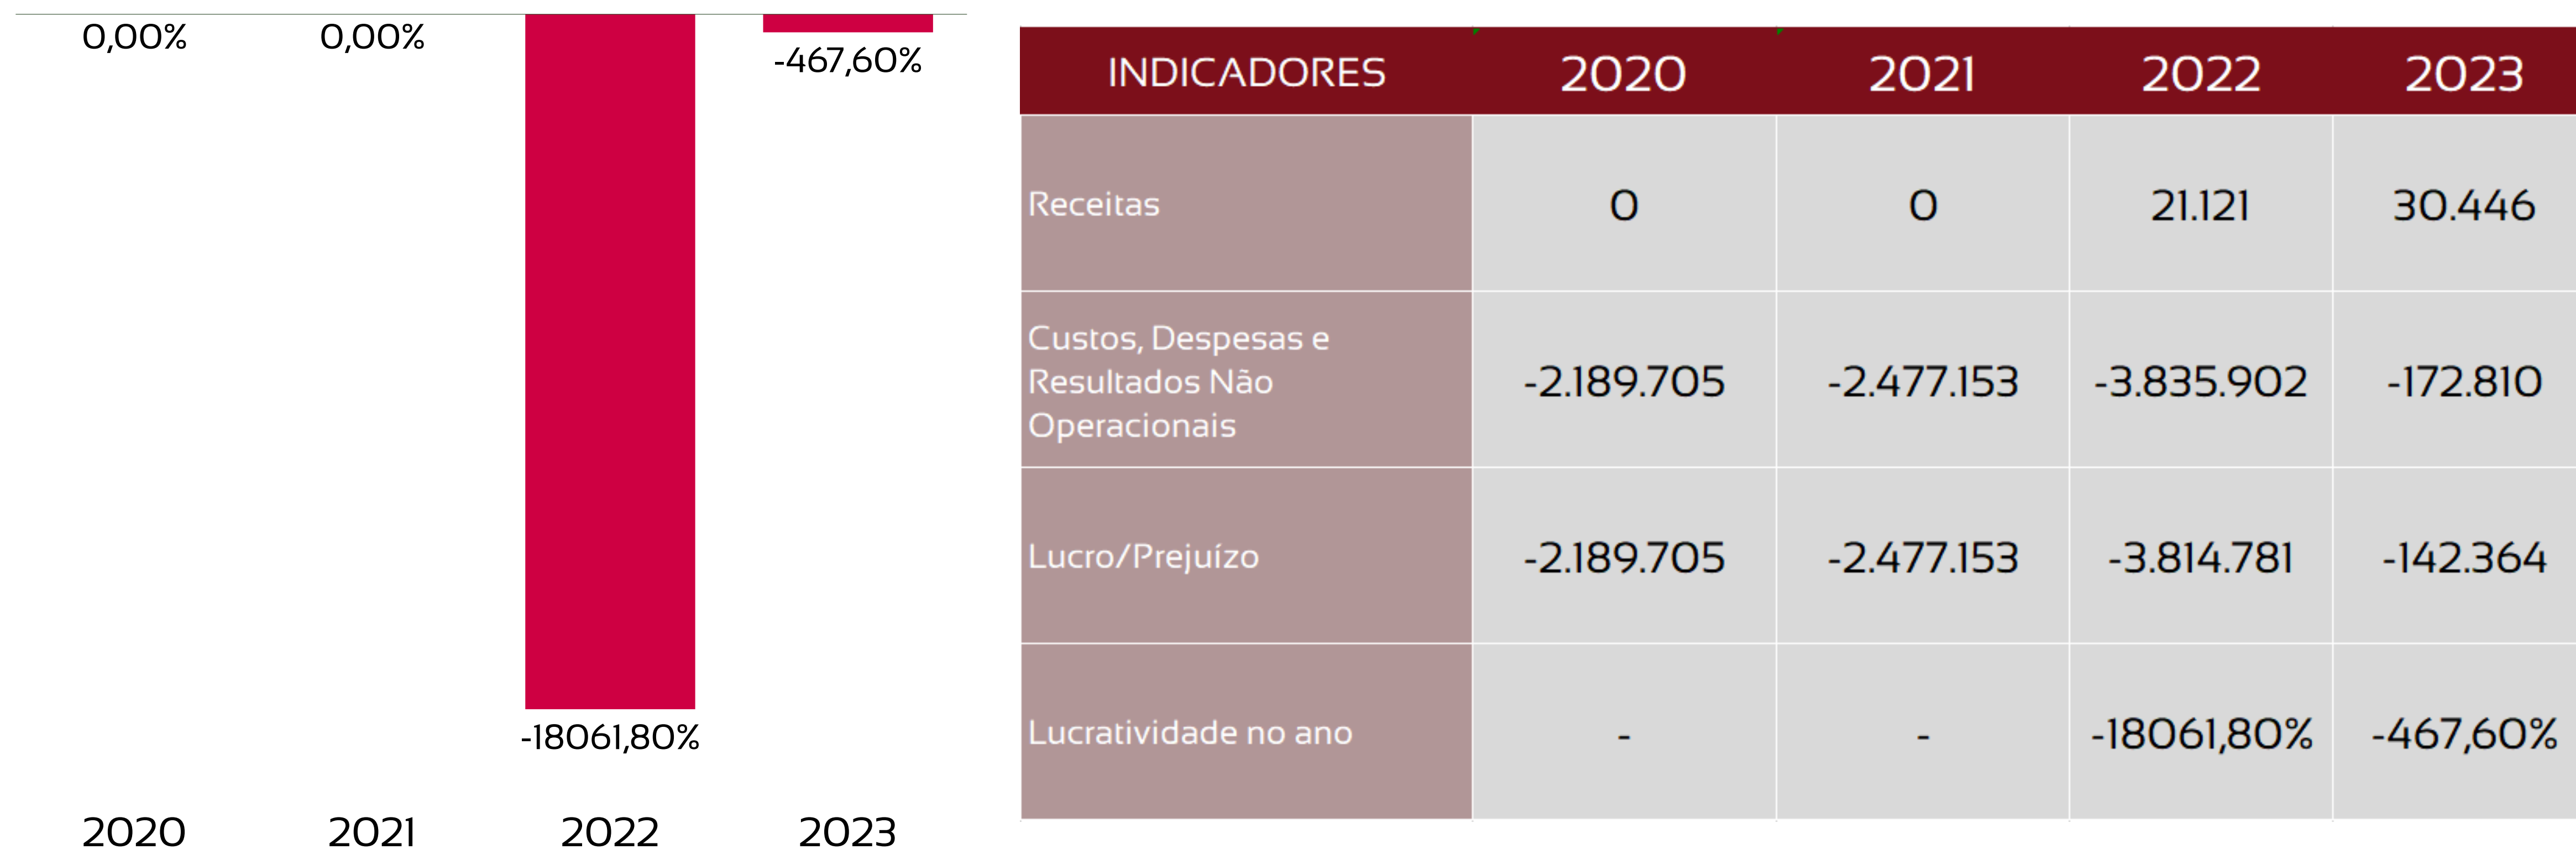 0,00%
0,00%
-467,60%
-18061,80%
2020
2021
2022
2023
INDICADORES 2020 2021 2022 2023
Receitas 0 0 21.121 30.446
Custos, Despesas e
Resultados Não
Operacionais
-2.189.705 -2.477.153 -3.835.902 -172.810
Lucro/Prejuízo -2.189.705 -2.477.153 -3.814.781 -142.364
Lucratividade no ano - - -18061,80% -467,60%